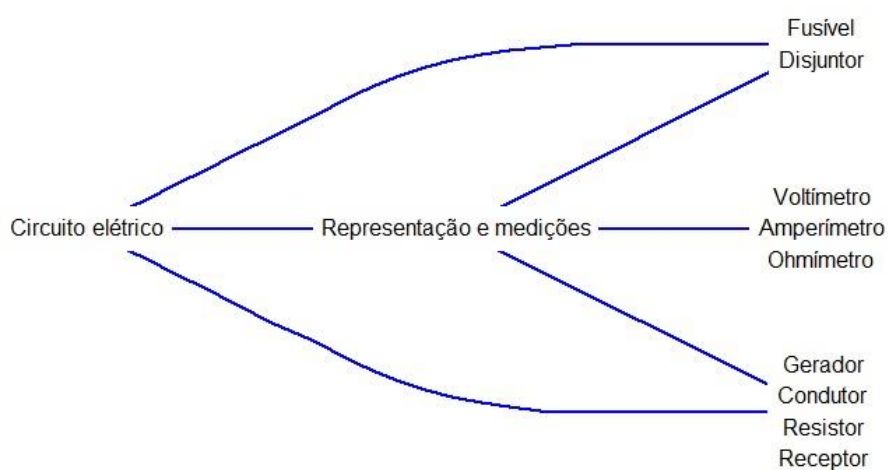 Fusível
Disjuntor
Circuito elétrico
Representação e medições
Voltímetro
Amperímetro
Ohmímetro
Gerador
Condutor
Resistor
Receptor